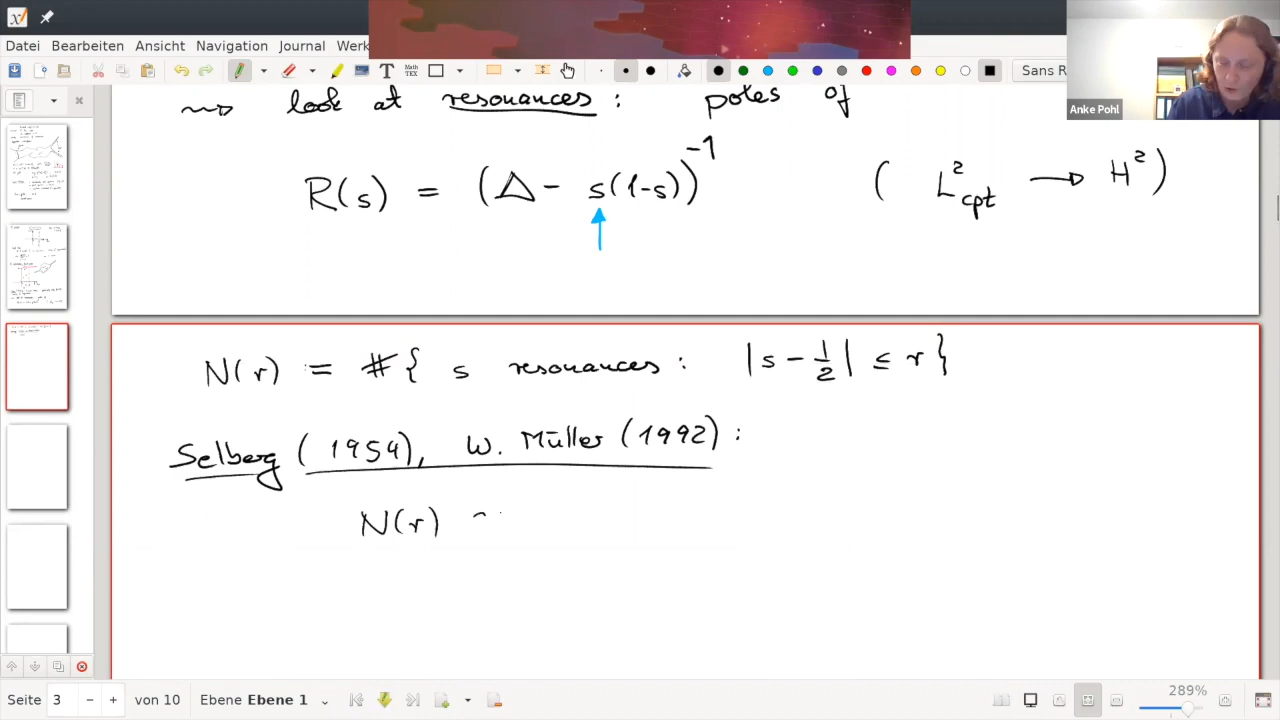 Datei Bearbeiten Ansicht Navigation Journal Werk
Sans R
Anke Pohl
⇝ look at resonances : poles of
R(s) = (Δ - s(1-s))⁻¹ ( L²cpt → H² )
N(r) = #{ s resonances : |s - 1/2| ≤ r }
Selberg (1954), W. Müller (1992) :
N(r) ~
Seite 3 von 10 Ebene Ebene 1 289%